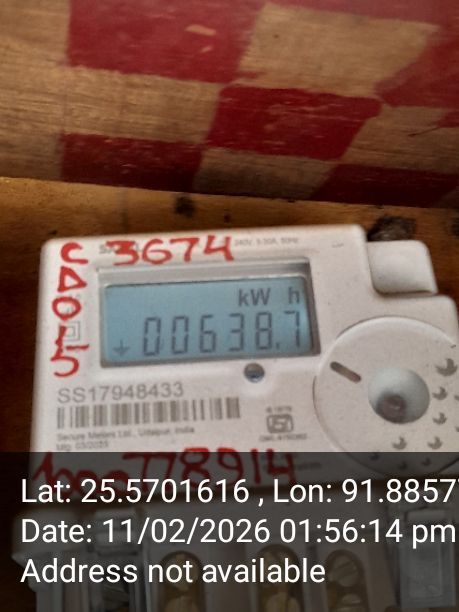 3674
240V, 5-30A, 50Hz
kW h
00638.7
SS17948433
Secure Meters Ltd., Udaipur, India
778914
Lat: 25.5701616 , Lon: 91.8857
Date: 11/02/2026 01:56:14 pm
Address not available